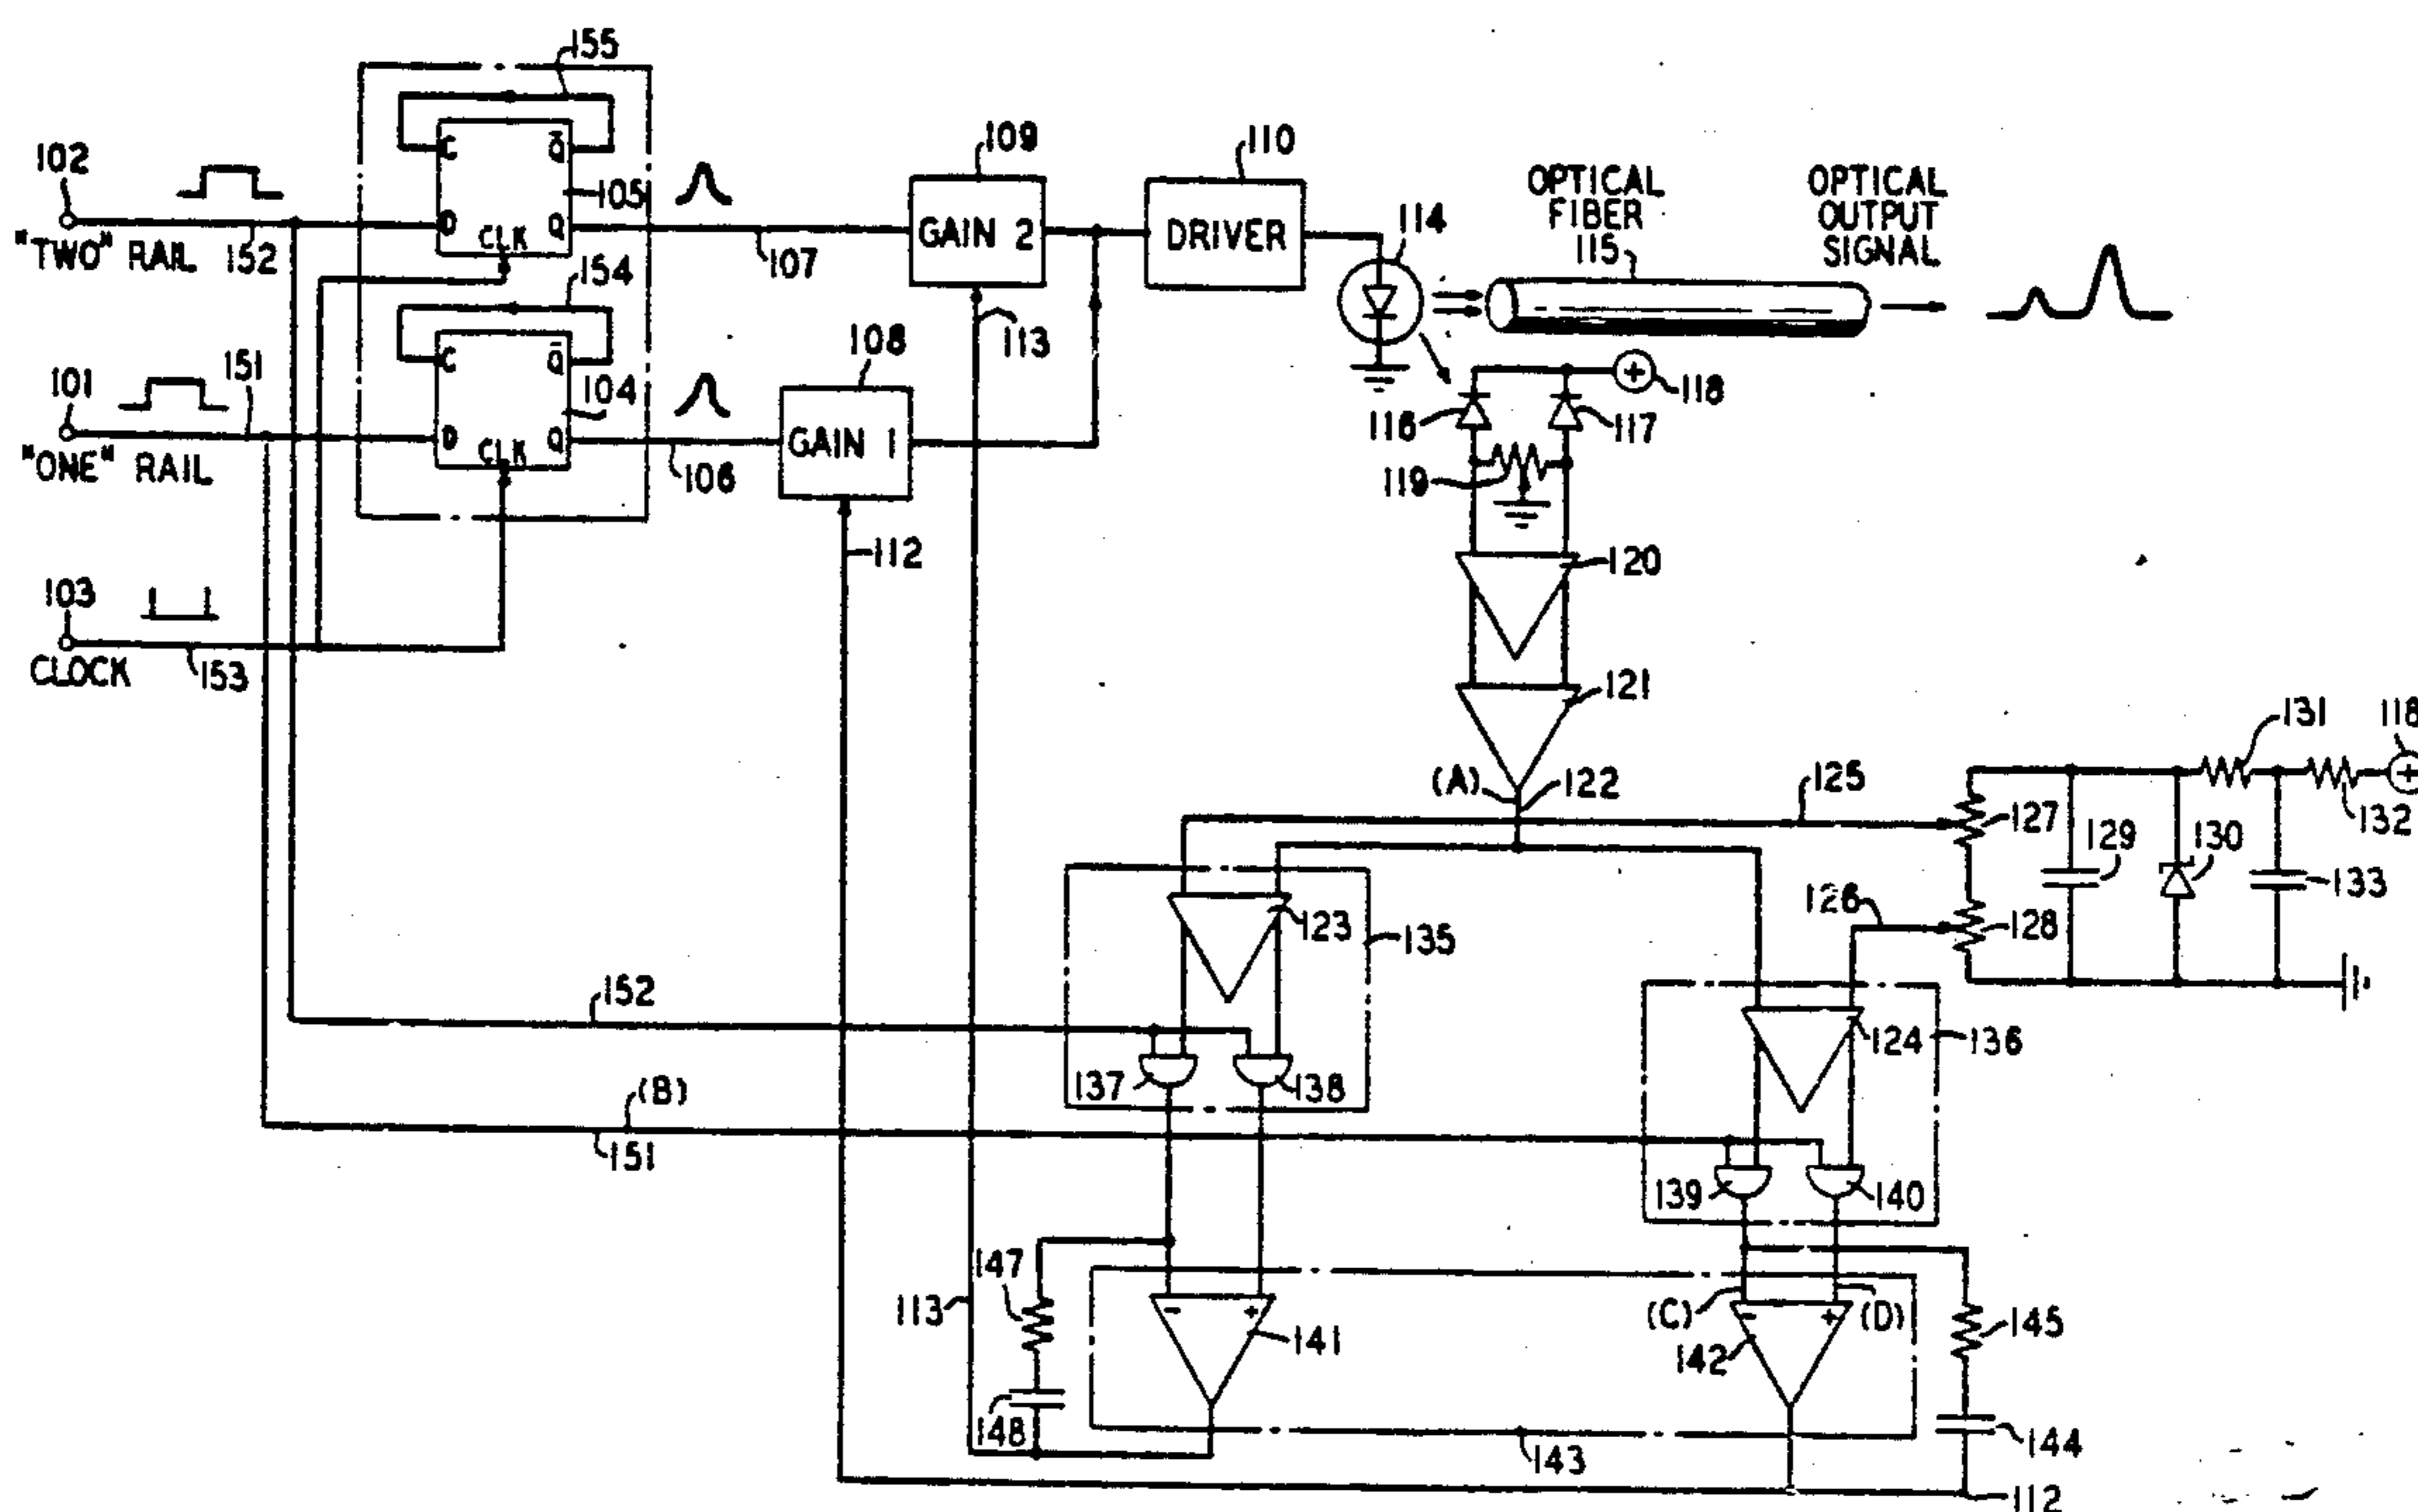 155
102
"TWO" RAIL
152
C
Q̄
105
D
CLK
Q
107
109
GAIN 2
113
110
DRIVER
114
OPTICAL
FIBER
115
OPTICAL
OUTPUT
SIGNAL
154
101
"ONE" RAIL
151
C
Q̄
104
D
CLK
Q
106
108
GAIN 1
112
116
117
118
119
103
CLOCK
153
120
121
(A)
122
125
131
118
127
129
130
132
133
126
128
123
135
152
124
136
137
138
(B)
151
139
140
147
113
-
+
141
148
(C)
(D)
-
+
142
145
144
143
112